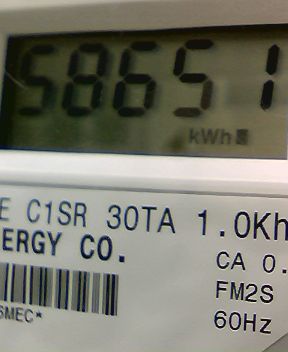 58651
kWh
E C1SR 30TA 1.0Kh
ERGY CO.
CA 0.
FM2S
SMEC*
60Hz